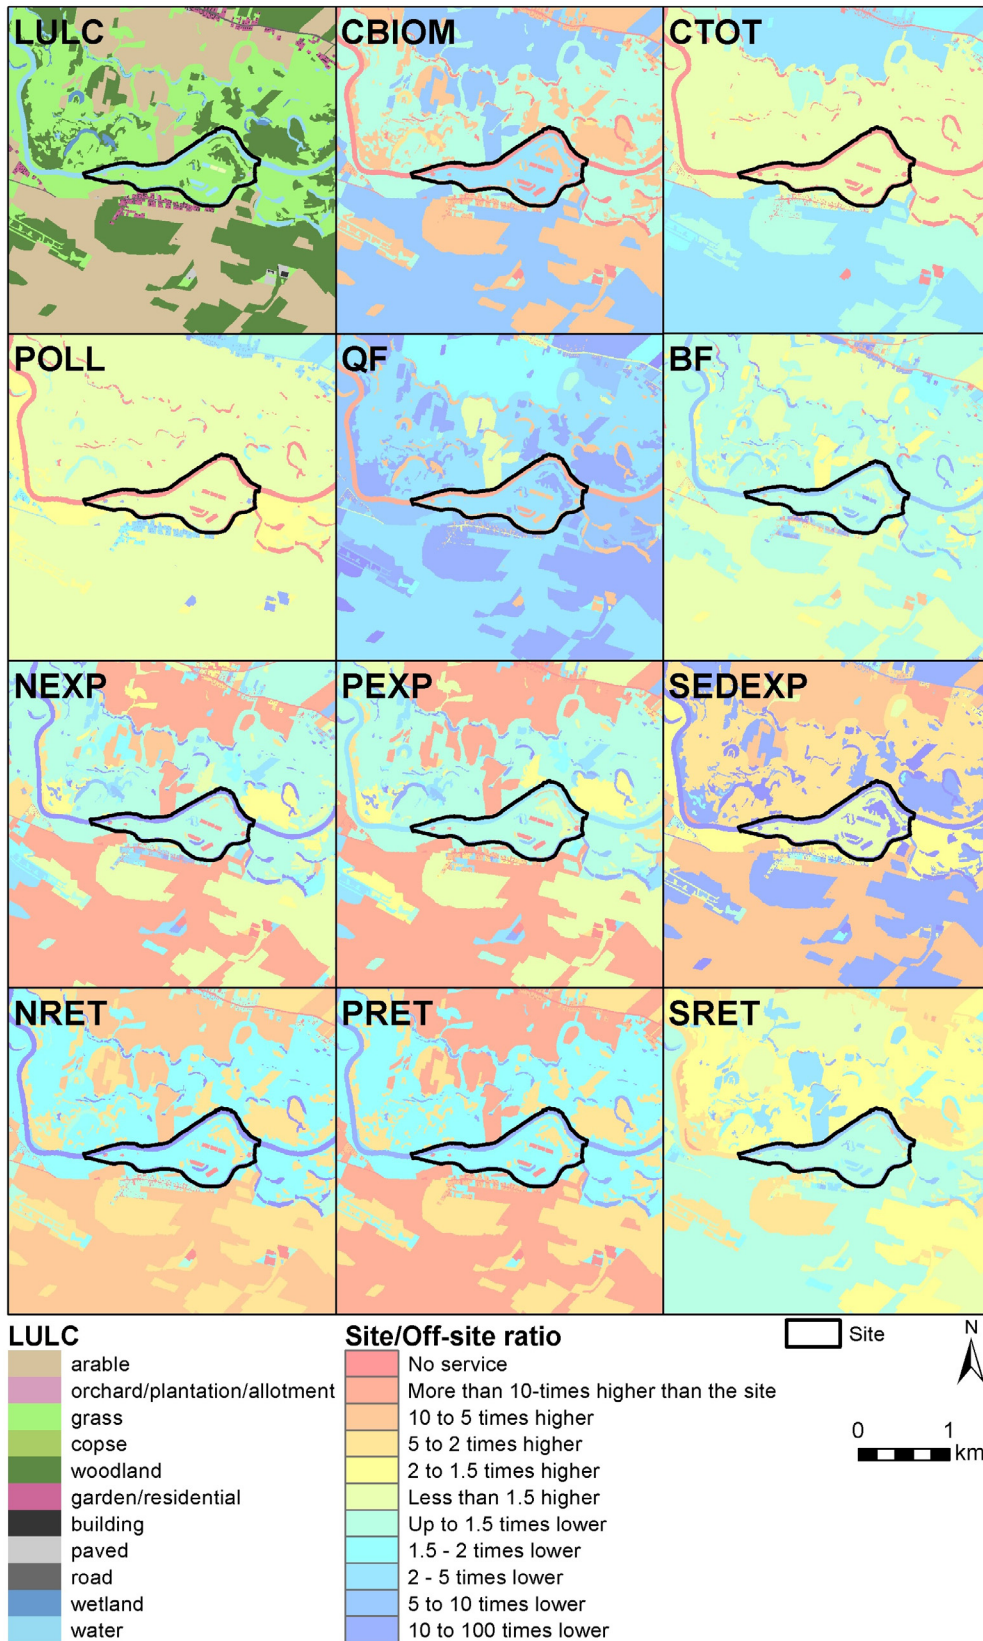 LULC
CBIOM
CTOT
POLL
QF
BF
NEXP
PEXP
SEDEXP
NRET
PRET
SRET
LULC
arable
orchard/plantation/allotment
grass
copse
woodland
garden/residential
building
paved
road
wetland
water
Site/Off-site ratio
No service
More than 10-times higher than the site
10 to 5 times higher
5 to 2 times higher
2 to 1.5 times higher
Less than 1.5 higher
Up to 1.5 times lower
1.5 - 2 times lower
2 - 5 times lower
5 to 10 times lower
10 to 100 times lower
Site
N
0 1
km